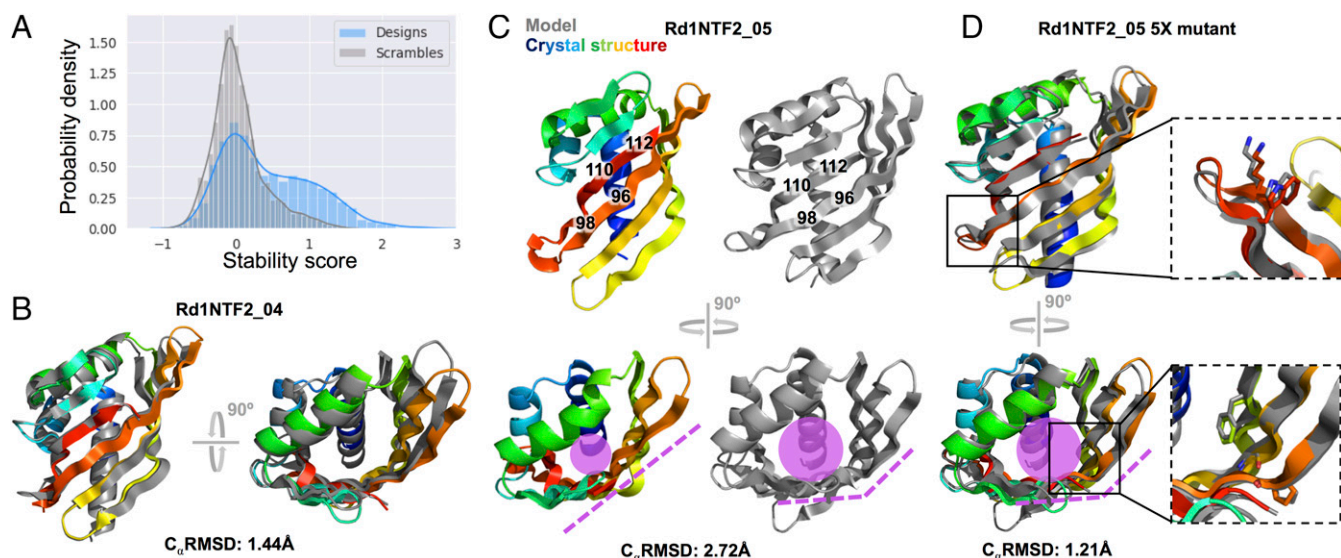 A
Designs
Scrambles
Probability density
1.50
1.25
1.00
0.75
0.50
0.25
0.00
−1
0
1
2
3
Stability score
B
Rd1NTF2_04
90º
CαRMSD: 1.44Å
C
Model
Crystal structure
Rd1NTF2_05
112
110
96
98
112
110
96
98
90º
CαRMSD: 2.72Å
D
Rd1NTF2_05 5X mutant
90º
CαRMSD: 1.21Å